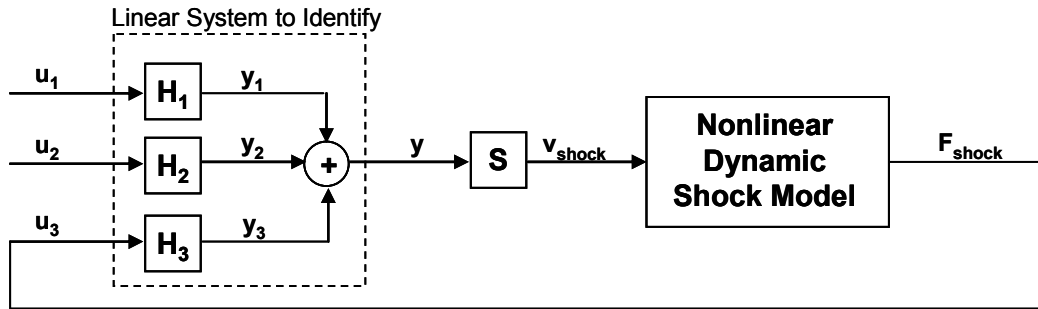 Linear System to Identify
u1
H1
y1
u2
H2
y2
+
y
S
vshock
Nonlinear
Dynamic
Shock Model
Fshock
u3
H3
y3